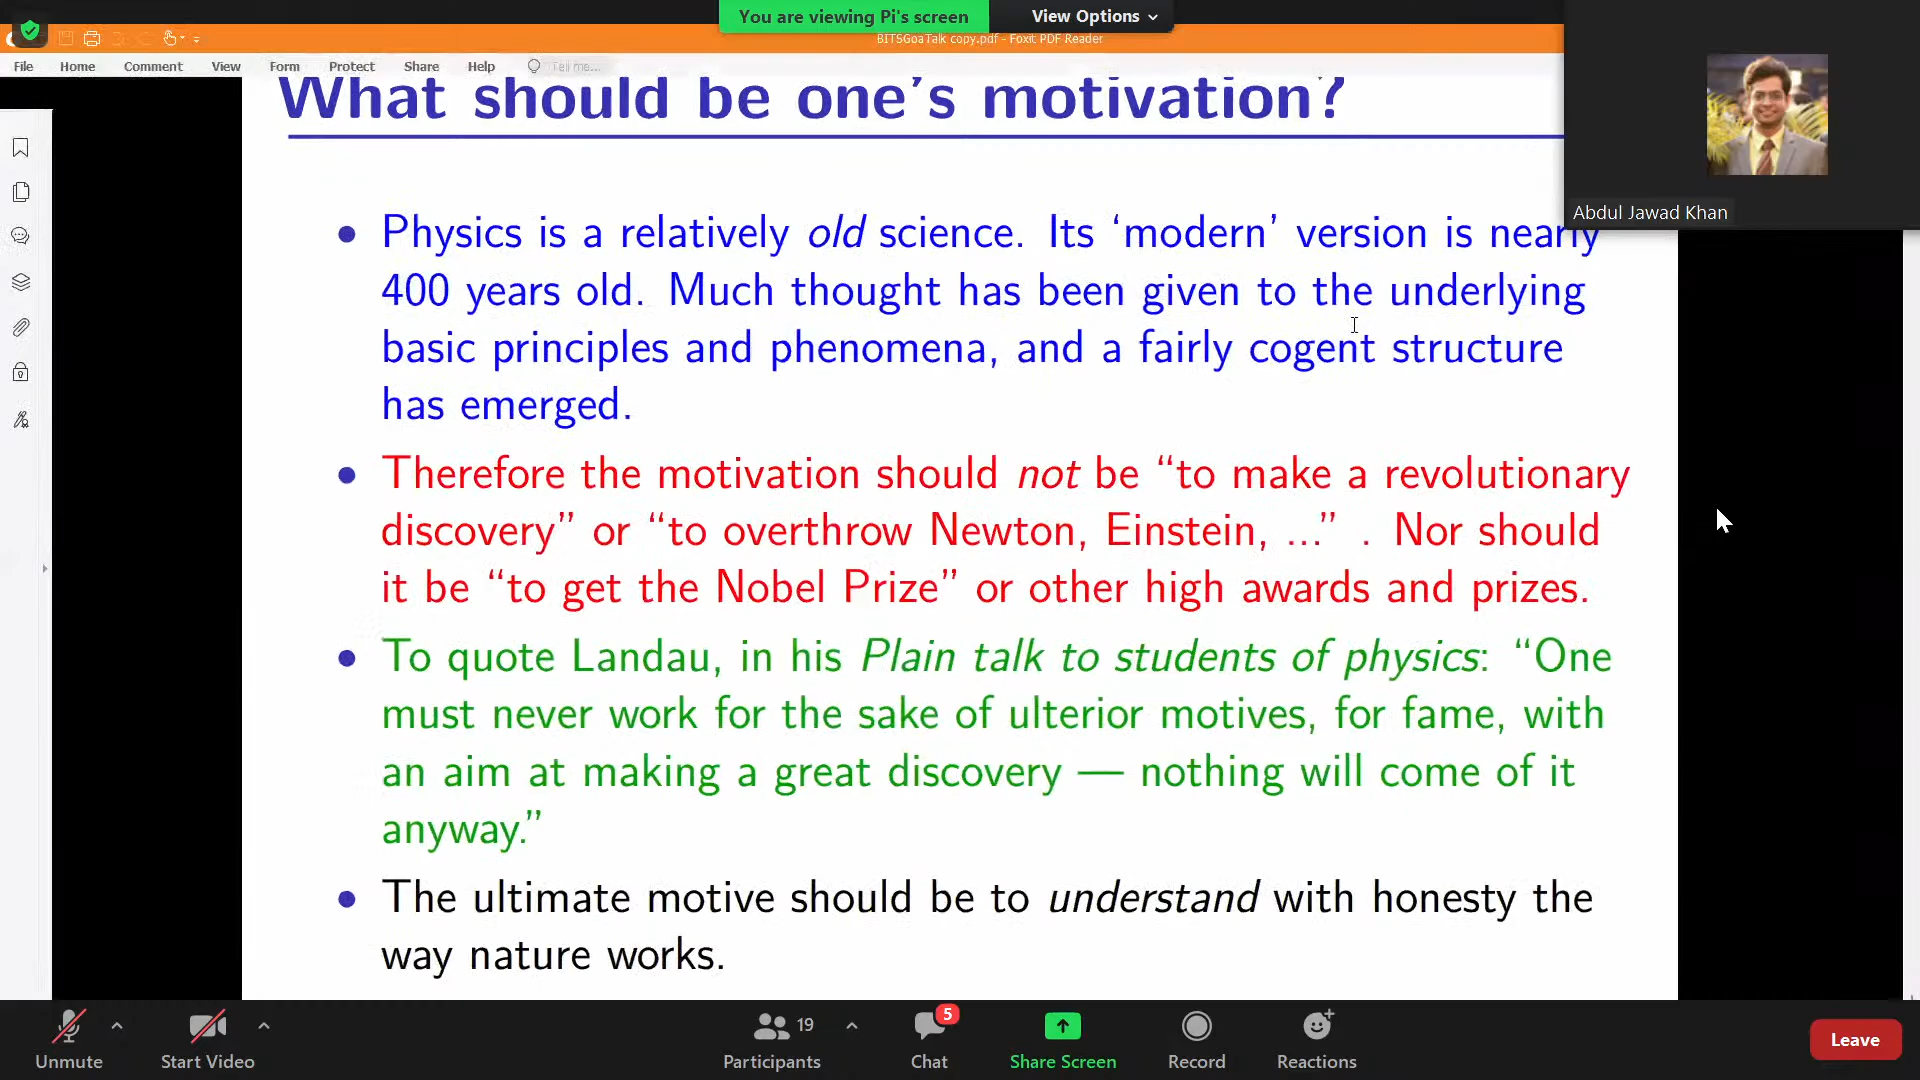 You are viewing Pi's screen
View Options
BITSGoaTalk copy.pdf - Foxit PDF Reader
File Home Comment View Form Protect Share Help Tell me...
What should be one's motivation?
Abdul Jawad Khan
• Physics is a relatively old science. Its ‘modern’ version is nearly
400 years old. Much thought has been given to the underlying
basic principles and phenomena, and a fairly cogent structure
has emerged.
• Therefore the motivation should not be “to make a revolutionary
discovery” or “to overthrow Newton, Einstein, ...” . Nor should
it be “to get the Nobel Prize” or other high awards and prizes.
• To quote Landau, in his Plain talk to students of physics: “One
must never work for the sake of ulterior motives, for fame, with
an aim at making a great discovery — nothing will come of it
anyway.”
• The ultimate motive should be to understand with honesty the
way nature works.
19
5
Unmute
Start Video
Participants
Chat
Share Screen
Record
Reactions
Leave